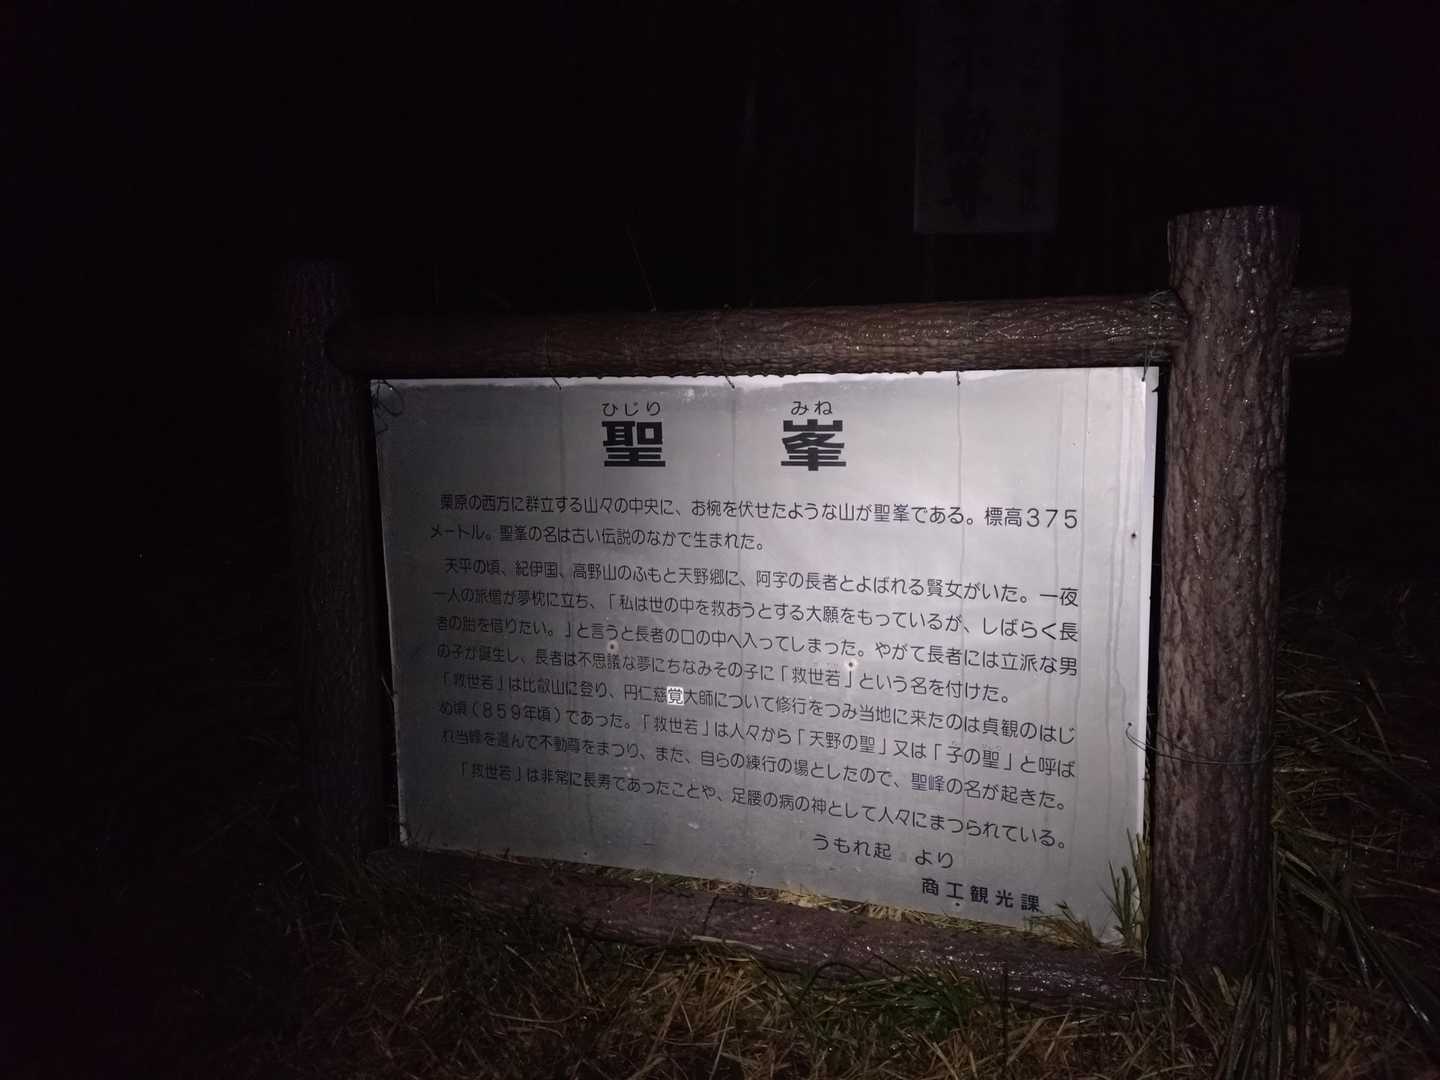 不動尊
ひじり みね
聖 峯
栗原の西方に群立する山々の中央に、お椀を伏せたような山が聖峯である。標高375
メートル。聖峯の名は古い伝説のなかで生まれた。
天平の頃、紀伊国、高野山のふもと天野郷に、阿字の長者とよばれる賢女がいた。一夜
一人の旅僧が夢枕に立ち、「私は世の中を救おうとする大願をもっているが、しばらく長
者の胎を借りたい。」と言うと長者の口の中へ入ってしまった。やがて長者には立派な男
の子が誕生し、長者は不思議な夢にちなみその子に「救世若」という名を付けた。
「救世若」は比叡山に登り、円仁慈覚大師について修行をつみ当地に来たのは貞観のはじ
め頃(859年頃)であった。「救世若」は人々から「天野の聖」又は「子の聖」と呼ば
れ当峰を選んで不動尊をまつり、また、自らの練行の場としたので、聖峰の名が起きた。
「救世若」は非常に長寿であったことや、足腰の病の神として人々にまつられている。
『うもれ起』より
商工観光課